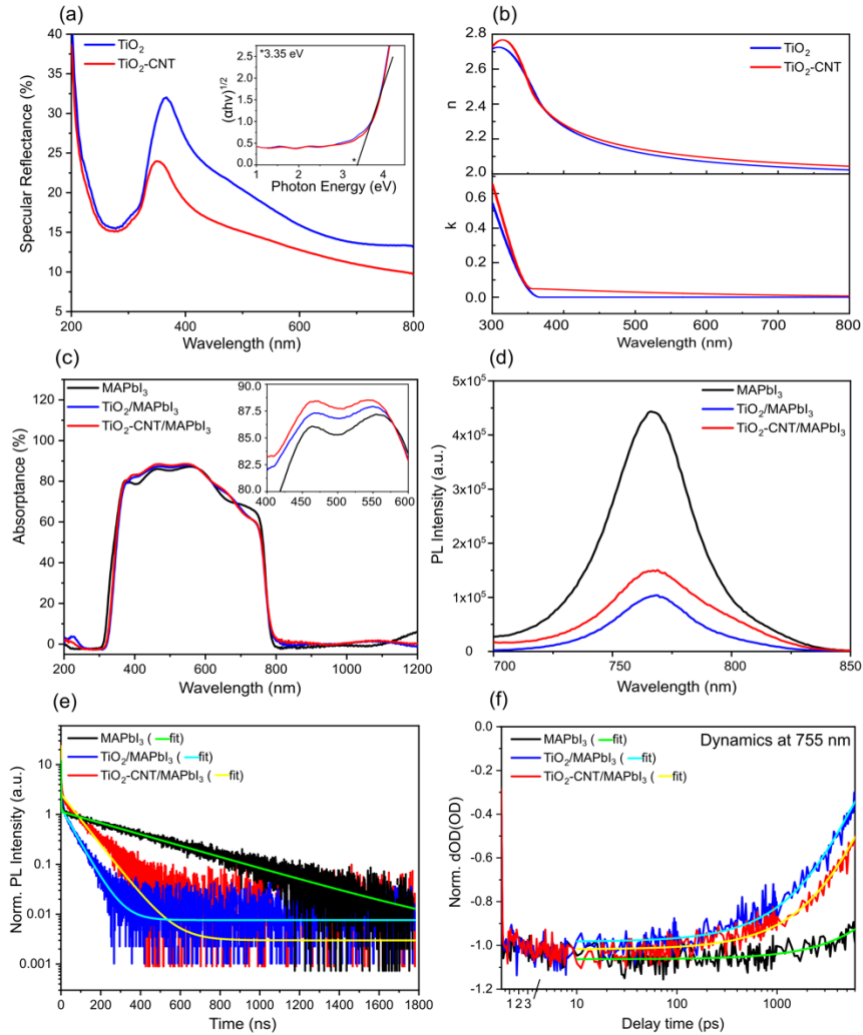 (a)
40
35
30
25
20
15
10
5
Specular Reflectance (%)
TiO₂
TiO₂-CNT
*3.35 eV
2.5
2.0
1.5
1.0
0.5
0.0
(αhν)^1/2
*
1 2 3 4
Photon Energy (eV)
200 400 600 800
Wavelength (nm)
(b)
TiO₂
TiO₂-CNT
2.8
2.6
2.4
2.2
2.0
n
0.6
0.4
0.2
0.0
k
300 400 500 600 700 800
Wavelength (nm)
(c)
MAPbI₃
TiO₂/MAPbI₃
TiO₂-CNT/MAPbI₃
120
100
80
60
40
20
0
Absorptance (%)
90.0
87.5
85.0
82.5
80.0
400 450 500 550 600
200 400 600 800 1000 1200
Wavelength (nm)
(d)
MAPbI₃
TiO₂/MAPbI₃
TiO₂-CNT/MAPbI₃
5x10⁵
4x10⁵
3x10⁵
2x10⁵
1x10⁵
0
PL Intensity (a.u.)
700 750 800 850
Wavelength (nm)
(e)
MAPbI₃ ( fit)
TiO₂/MAPbI₃ ( fit)
TiO₂-CNT/MAPbI₃ ( fit)
10
1
0.1
0.01
0.001
Norm. PL Intensity (a.u.)
0 200 400 600 800 1000 1200 1400 1600 1800
Time (ns)
(f)
MAPbI₃ ( fit)
TiO₂/MAPbI₃ ( fit)
TiO₂-CNT/MAPbI₃ ( fit)
Dynamics at 755 nm
0.0
-0.2
-0.4
-0.6
-0.8
-1.0
-1.2
Norm. dOD(OD)
1 2 3 10 100 1000
Delay time (ps)